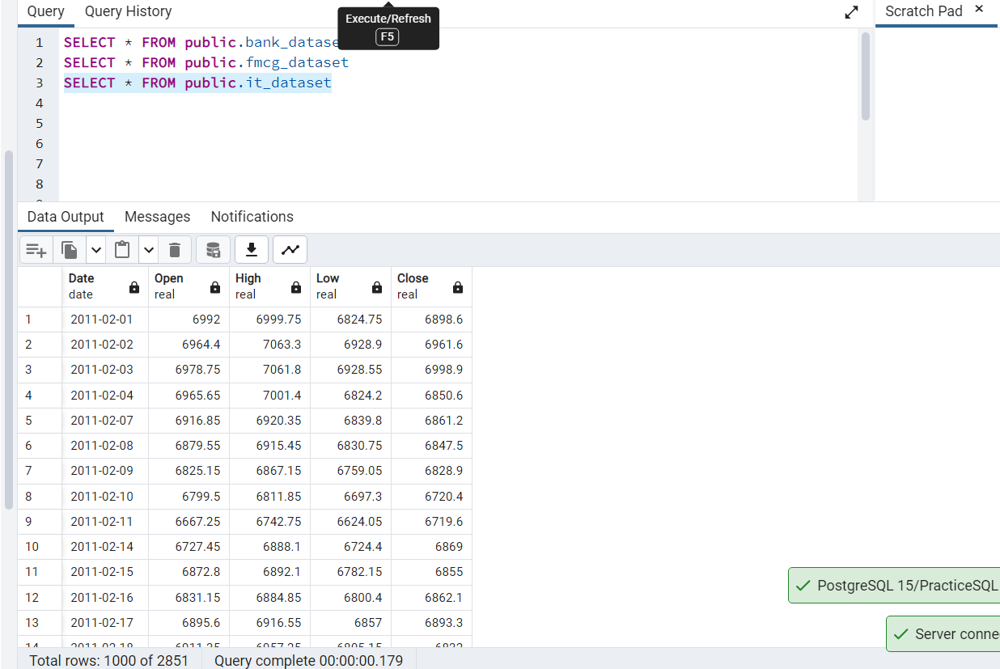 Query Query History Scratch Pad ×
Execute/Refresh
F5
1 SELECT * FROM public.bank_datase
2 SELECT * FROM public.fmcg_dataset
3 SELECT * FROM public.it_dataset
4
5
6
7
8
Data Output Messages Notifications
Date Open High Low Close
date real real real real
1 2011-02-01 6992 6999.75 6824.75 6898.6
2 2011-02-02 6964.4 7063.3 6928.9 6961.6
3 2011-02-03 6978.75 7061.8 6928.55 6998.9
4 2011-02-04 6965.65 7001.4 6824.2 6850.6
5 2011-02-07 6916.85 6920.35 6839.8 6861.2
6 2011-02-08 6879.55 6915.45 6830.75 6847.5
7 2011-02-09 6825.15 6867.15 6759.05 6828.9
8 2011-02-10 6799.5 6811.85 6697.3 6720.4
9 2011-02-11 6667.25 6742.75 6624.05 6719.6
10 2011-02-14 6727.45 6888.1 6724.4 6869
11 2011-02-15 6872.8 6892.1 6782.15 6855
12 2011-02-16 6831.15 6884.85 6800.4 6862.1
13 2011-02-17 6895.6 6916.55 6857 6893.3
PostgreSQL 15/PracticeSQL
Server conne
Total rows: 1000 of 2851 Query complete 00:00:00.179